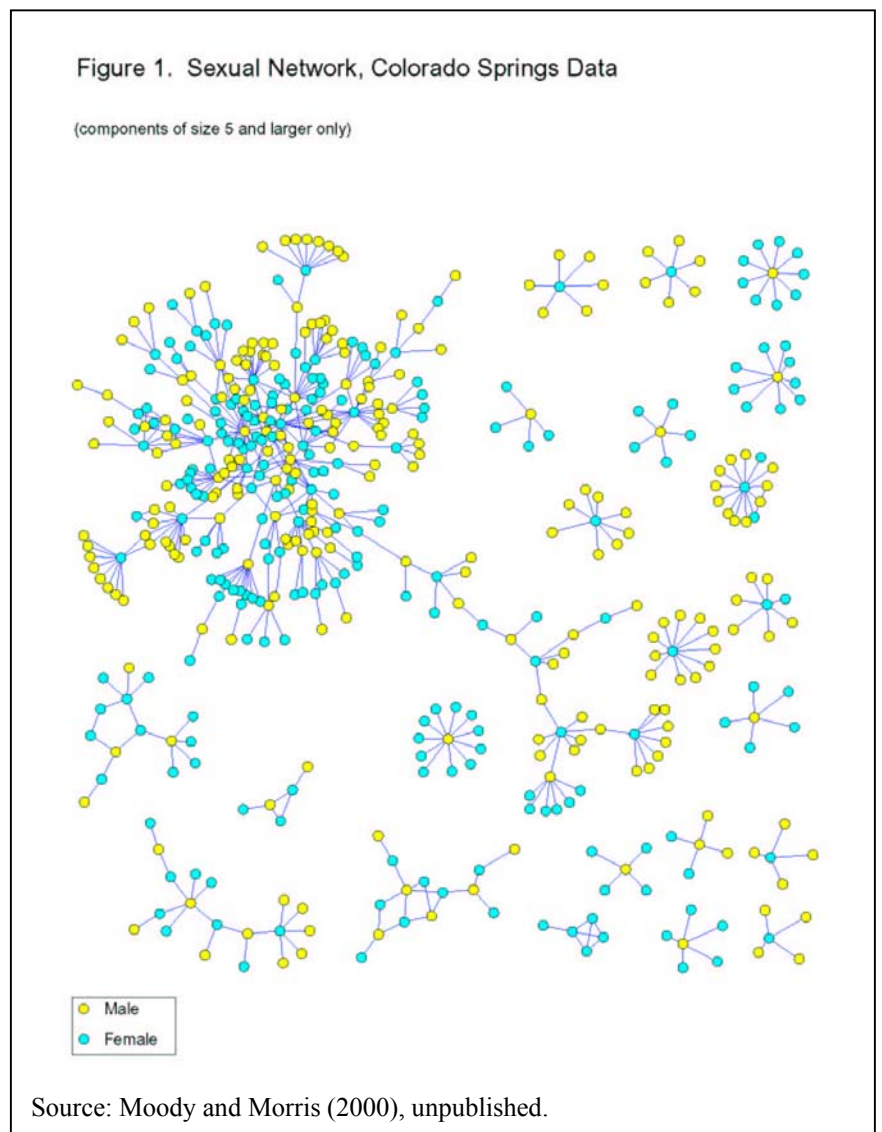 Figure 1. Sexual Network, Colorado Springs Data
(components of size 5 and larger only)
Male
Female
Source: Moody and Morris (2000), unpublished.